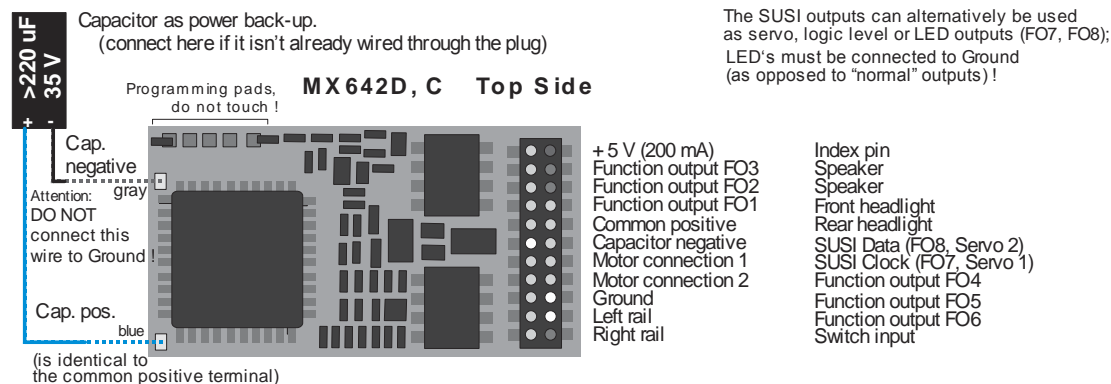 >220 uF
35 V
+ -
Capacitor as power back-up.
(connect here if it isn't already wired through the plug)
The SUSI outputs can alternatively be used
as servo, logic level or LED outputs (FO7, FO8);
LED's must be connected to Ground
(as opposed to "normal" outputs) !
Programming pads,
do not touch !
MX642D, C Top Side
Cap.
negative
gray
Attention:
DO NOT
connect this
wire to Ground !
Cap. pos.
blue
(is identical to
the common positive terminal)
+ 5 V (200 mA) Index pin
Function output FO3 Speaker
Function output FO2 Speaker
Function output FO1 Front headlight
Common positive Rear headlight
Capacitor negative SUSI Data (FO8, Servo 2)
Motor connection 1 SUSI Clock (FO7, Servo 1)
Motor connection 2 Function output FO4
Ground Function output FO5
Left rail Function output FO6
Right rail Switch input